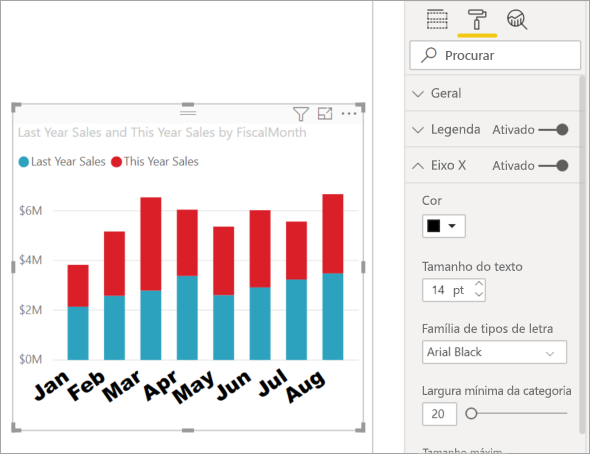 Procurar
Geral
Legenda Ativado
Eixo X Ativado
Cor
Tamanho do texto
14 pt
Família de tipos de letra
Arial Black
Largura mínima da categoria
20
Tamanho máxim
Last Year Sales and This Year Sales by FiscalMonth
Last Year Sales This Year Sales
$6M
$4M
$2M
$0M
Jan Feb Mar Apr May Jun Jul Aug